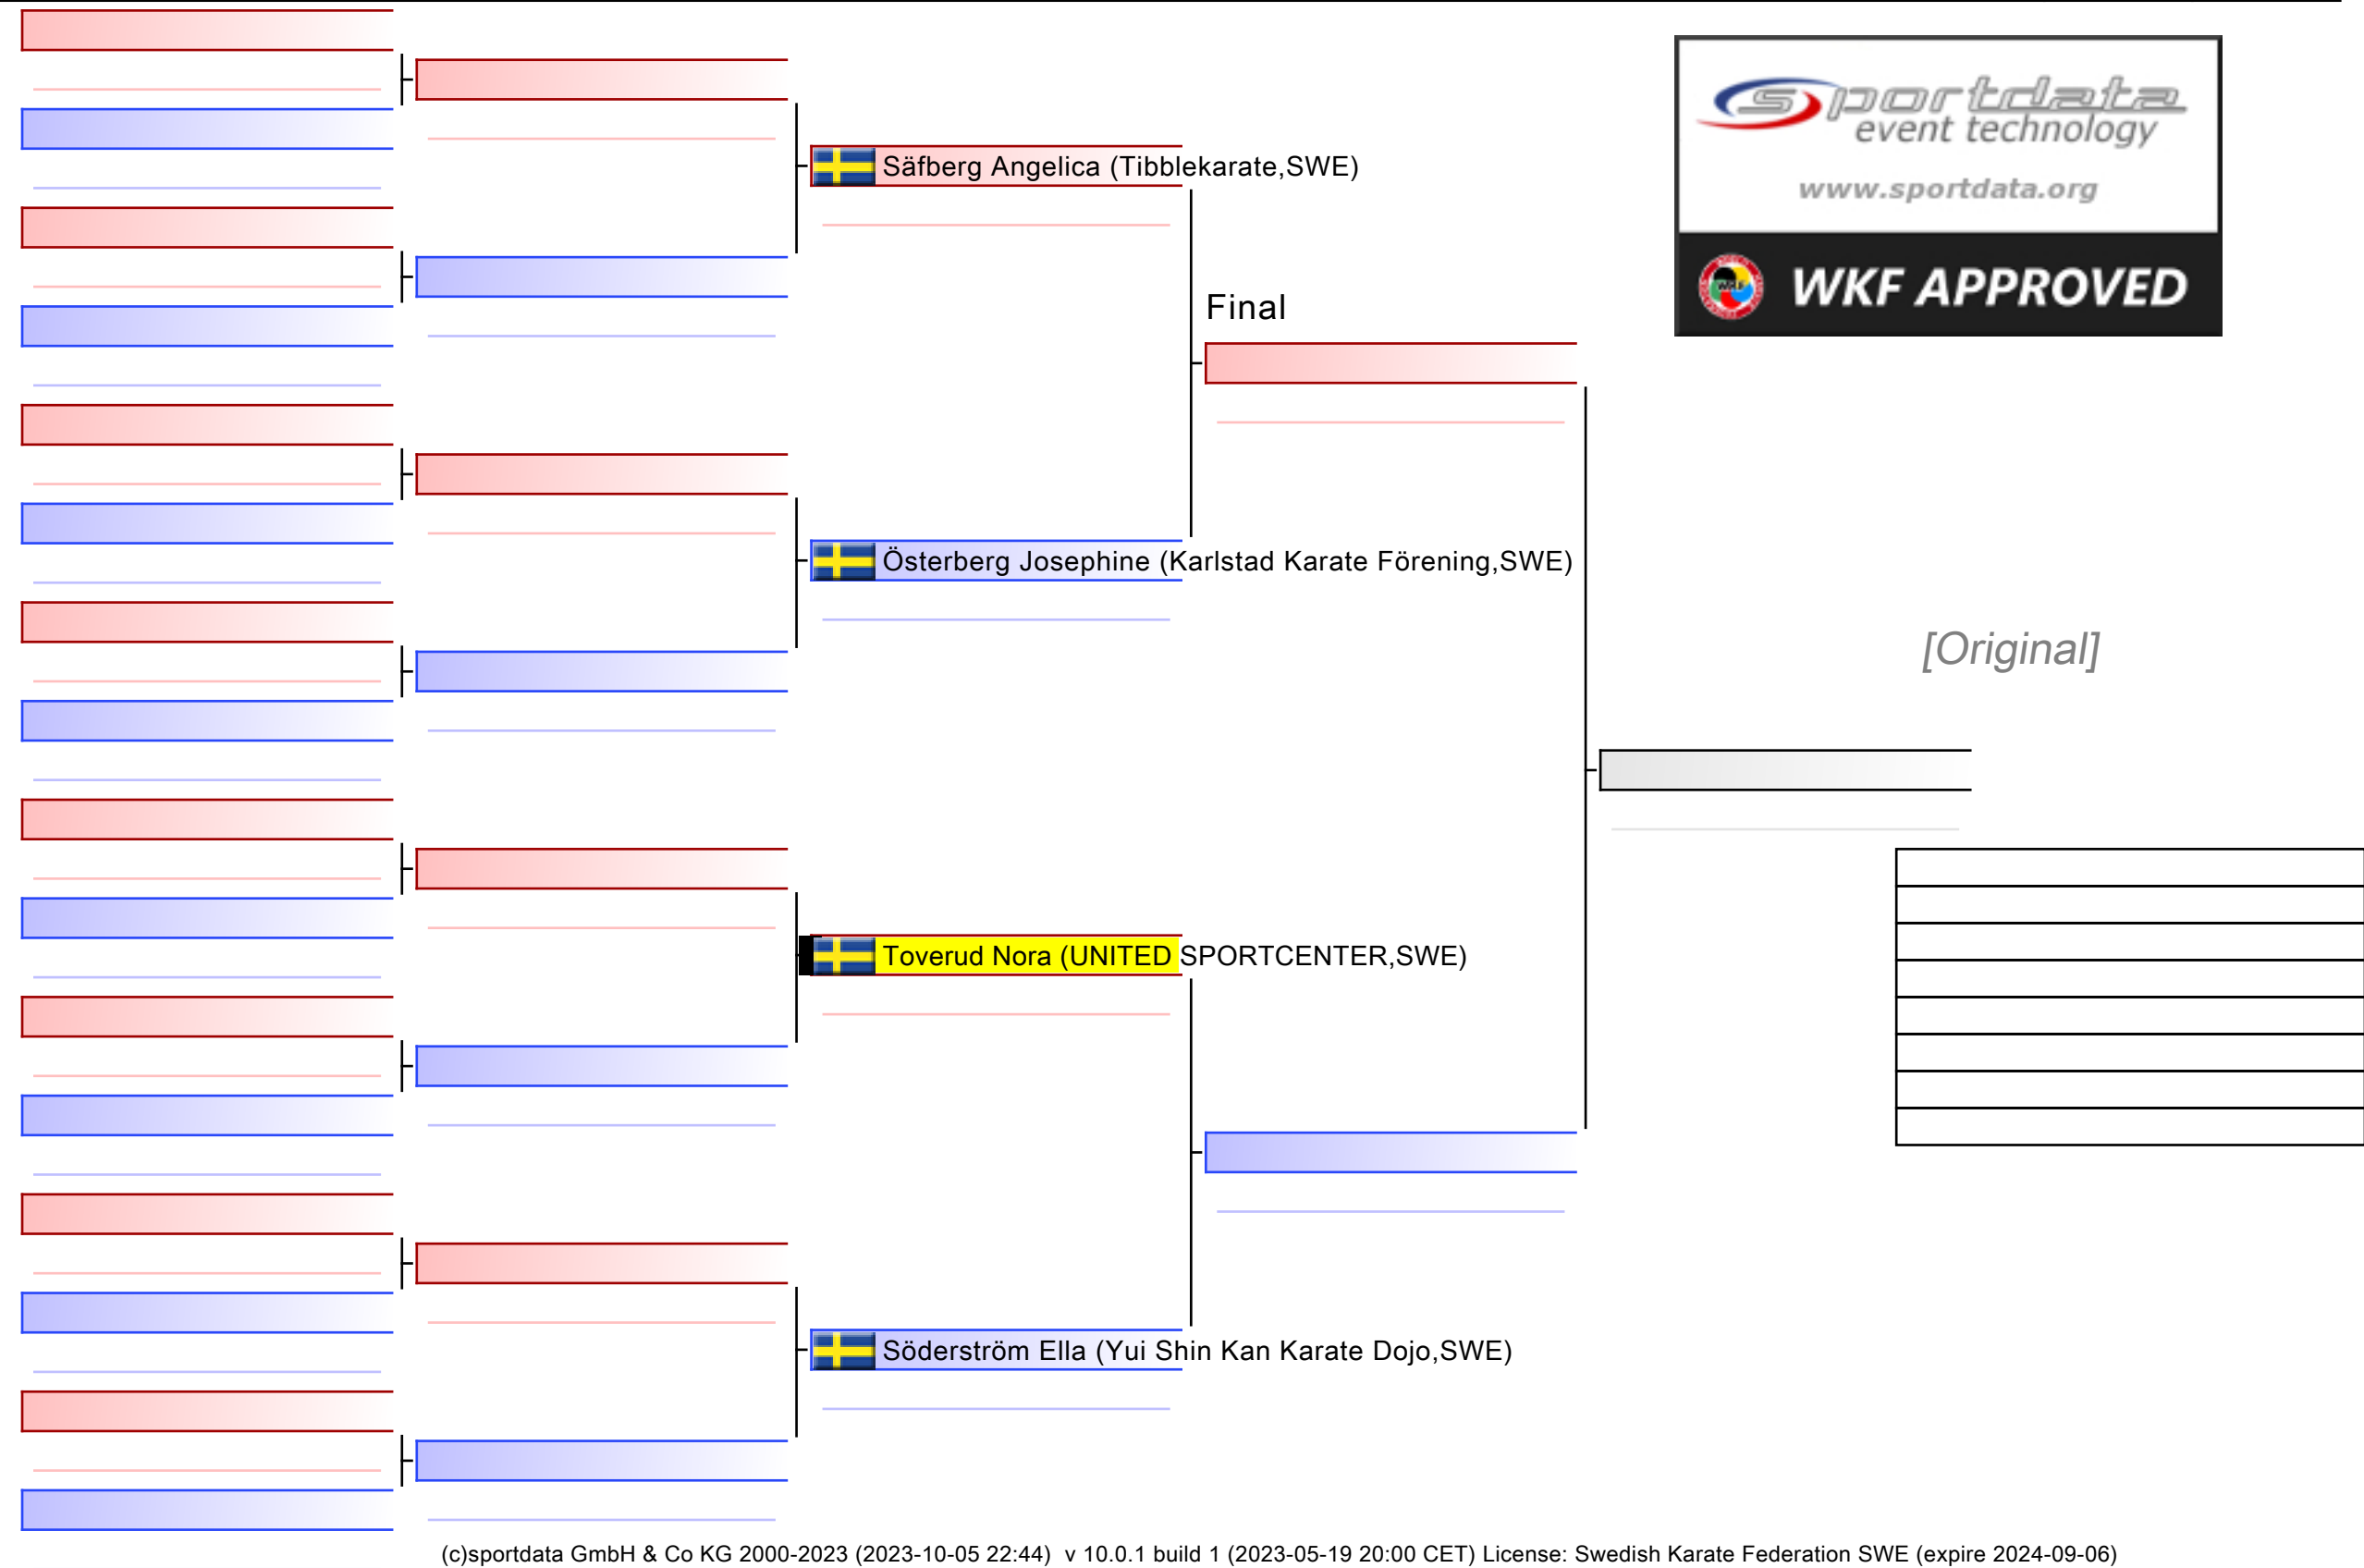 sportdata
event technology
www.sportdata.org
WKF APPROVED
Säfberg Angelica (Tibblekarate,SWE)
Final
Österberg Josephine (Karlstad Karate Förening,SWE)
[Original]
Toverud Nora (UNITED SPORTCENTER,SWE)
Söderström Ella (Yui Shin Kan Karate Dojo,SWE)
(c)sportdata GmbH & Co KG 2000-2023 (2023-10-05 22:44) v 10.0.1 build 1 (2023-05-19 20:00 CET) License: Swedish Karate Federation SWE (expire 2024-09-06)